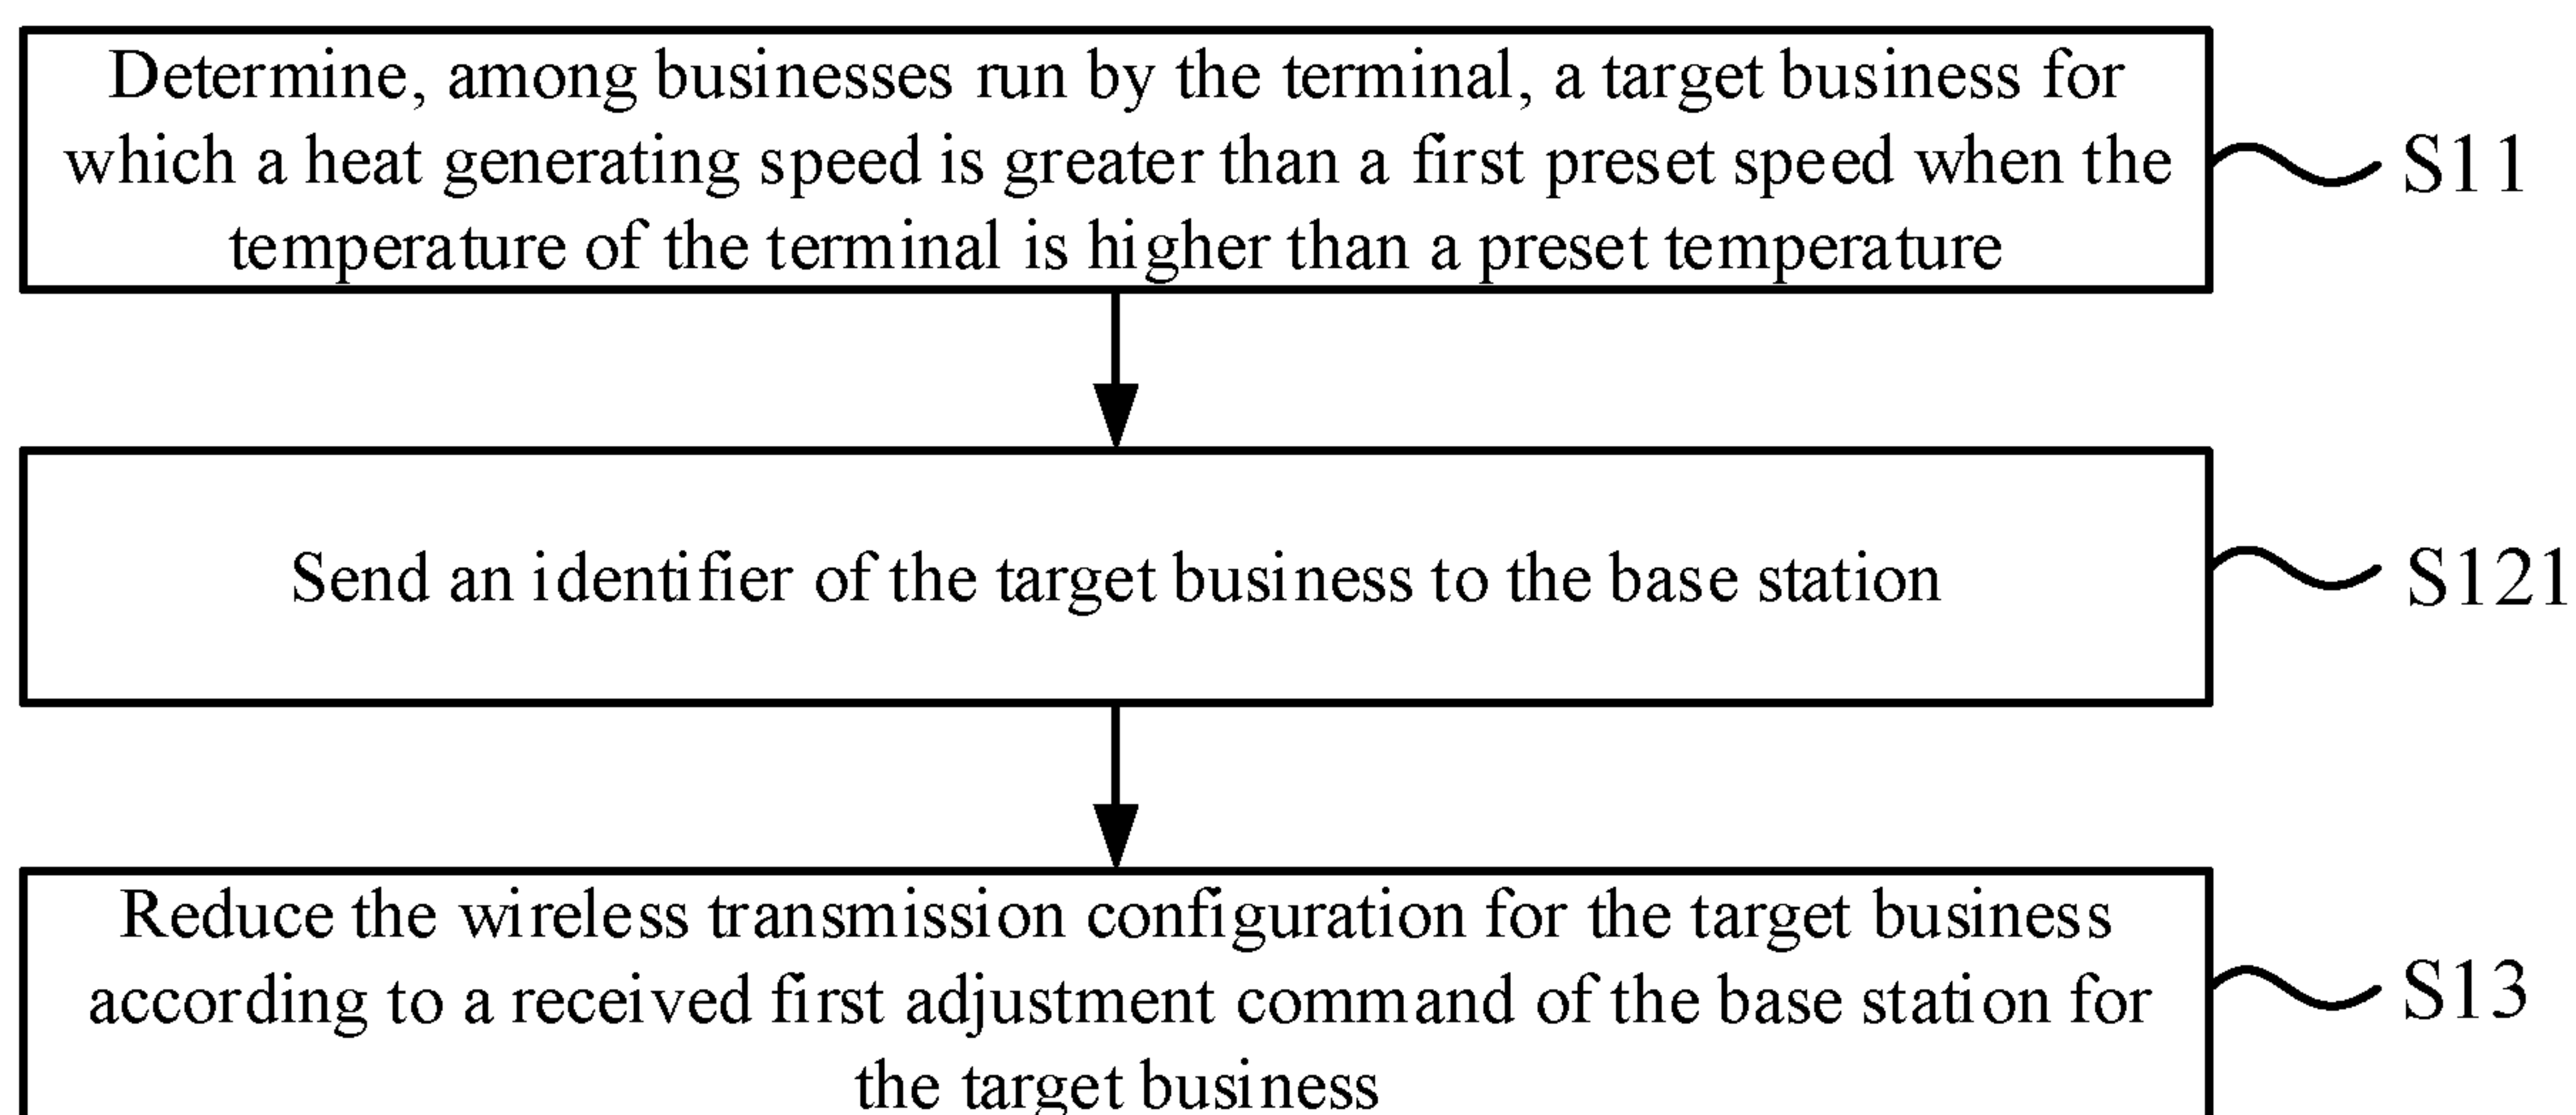 Determine, among businesses run by the terminal, a target business for
which a heat generating speed is greater than a first preset speed when the
temperature of the terminal is higher than a preset temperature
S11
Send an identifier of the target business to the base station
S121
Reduce the wireless transmission configuration for the target business
according to a received first adjustment command of the base station for
the target business
S13